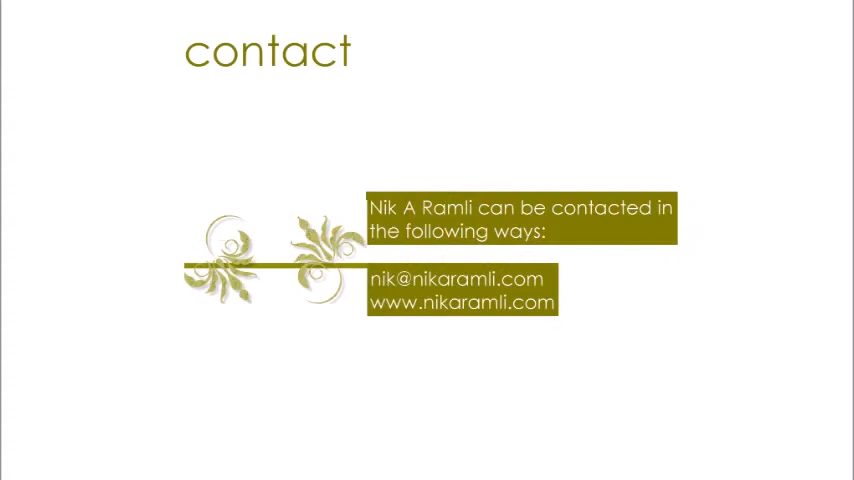 contact
Nik A Ramli can be contacted in
the following ways:
nik@nikaramli.com
www.nikaramli.com